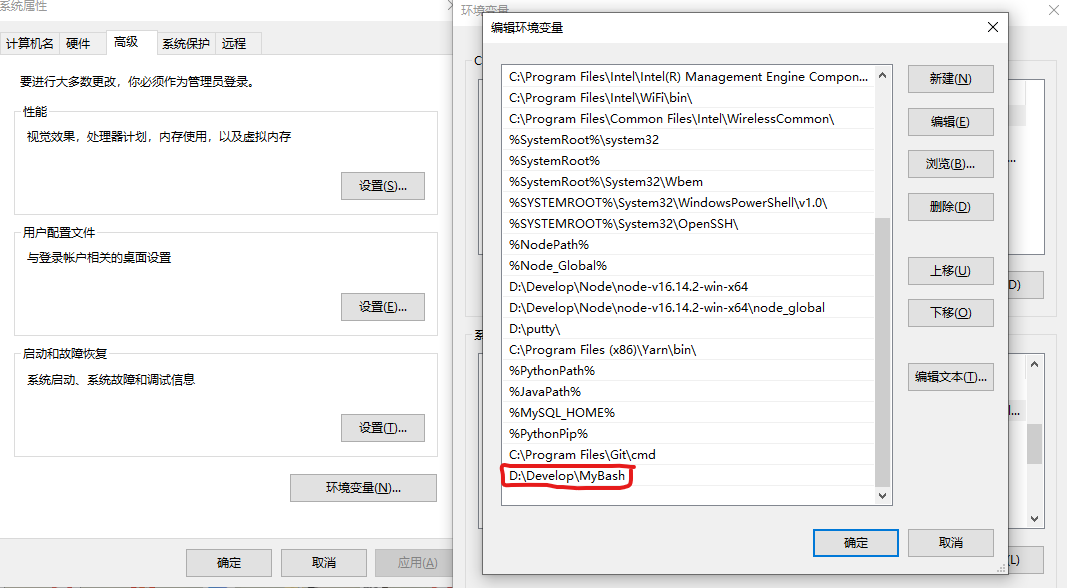 系统属性
计算机名
硬件
高级
系统保护
远程
要进行大多数更改，你必须作为管理员登录。
性能
视觉效果，处理器计划，内存使用，以及虚拟内存
设置(S)...
用户配置文件
与登录帐户相关的桌面设置
设置(E)...
启动和故障恢复
系统启动、系统故障和调试信息
设置(T)...
环境变量(N)...
确定
取消
应用(A)
环境变量
编辑环境变量
C:\Program Files\Intel\Intel(R) Management Engine Compon...
C:\Program Files\Intel\WiFi\bin\
C:\Program Files\Common Files\Intel\WirelessCommon\
%SystemRoot%\system32
%SystemRoot%
%SystemRoot%\System32\Wbem
%SYSTEMROOT%\System32\WindowsPowerShell\v1.0\
%SYSTEMROOT%\System32\OpenSSH\
%NodePath%
%Node_Global%
D:\Develop\Node\node-v16.14.2-win-x64
D:\Develop\Node\node-v16.14.2-win-x64\node_global
D:\putty\
C:\Program Files (x86)\Yarn\bin\
%PythonPath%
%JavaPath%
%MySQL_HOME%
%PythonPip%
C:\Program Files\Git\cmd
D:\Develop\MyBash
新建(N)
编辑(E)
浏览(B)...
删除(D)
上移(U)
下移(O)
编辑文本(T)...
确定
取消